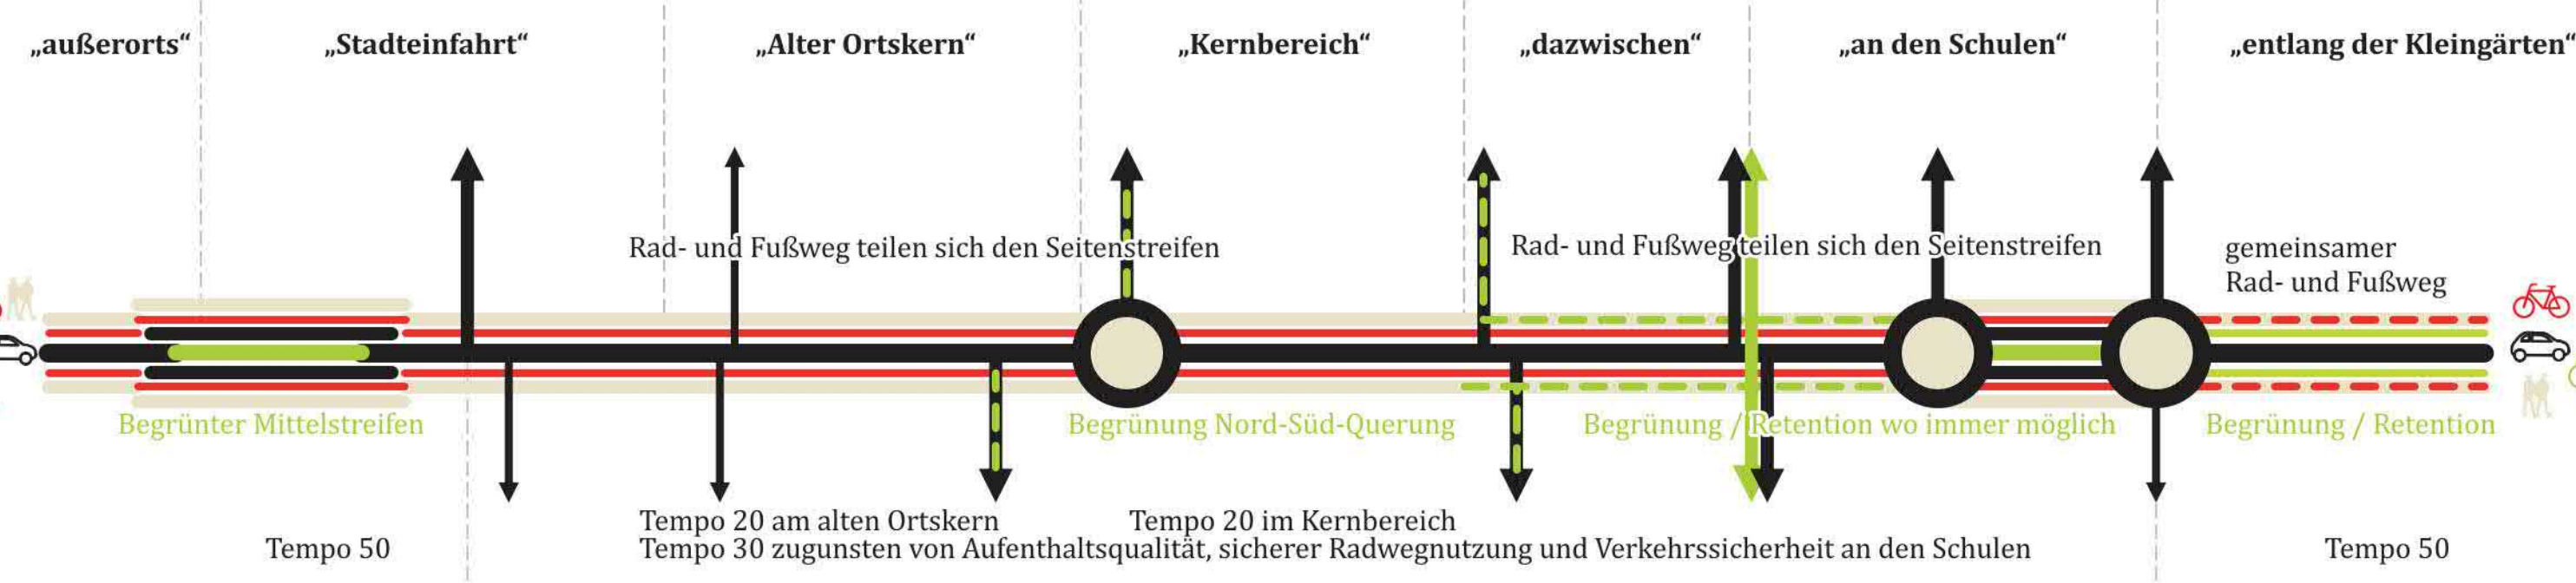 „außerorts“
„Stadteinfahrt“
„Alter Ortskern“
„Kernbereich“
„dazwischen“
„an den Schulen“
„entlang der Kleingärten“
Rad- und Fußweg teilen sich den Seitenstreifen
Rad- und Fußweg teilen sich den Seitenstreifen
gemeinsamer
Rad- und Fußweg
Begrünter Mittelstreifen
Begrünung Nord-Süd-Querung
Begrünung / Retention wo immer möglich
Begrünung / Retention
Tempo 20 am alten Ortskern
Tempo 20 im Kernbereich
Tempo 50
Tempo 30 zugunsten von Aufenthaltsqualität, sicherer Radwegnutzung und Verkehrssicherheit an den Schulen
Tempo 50